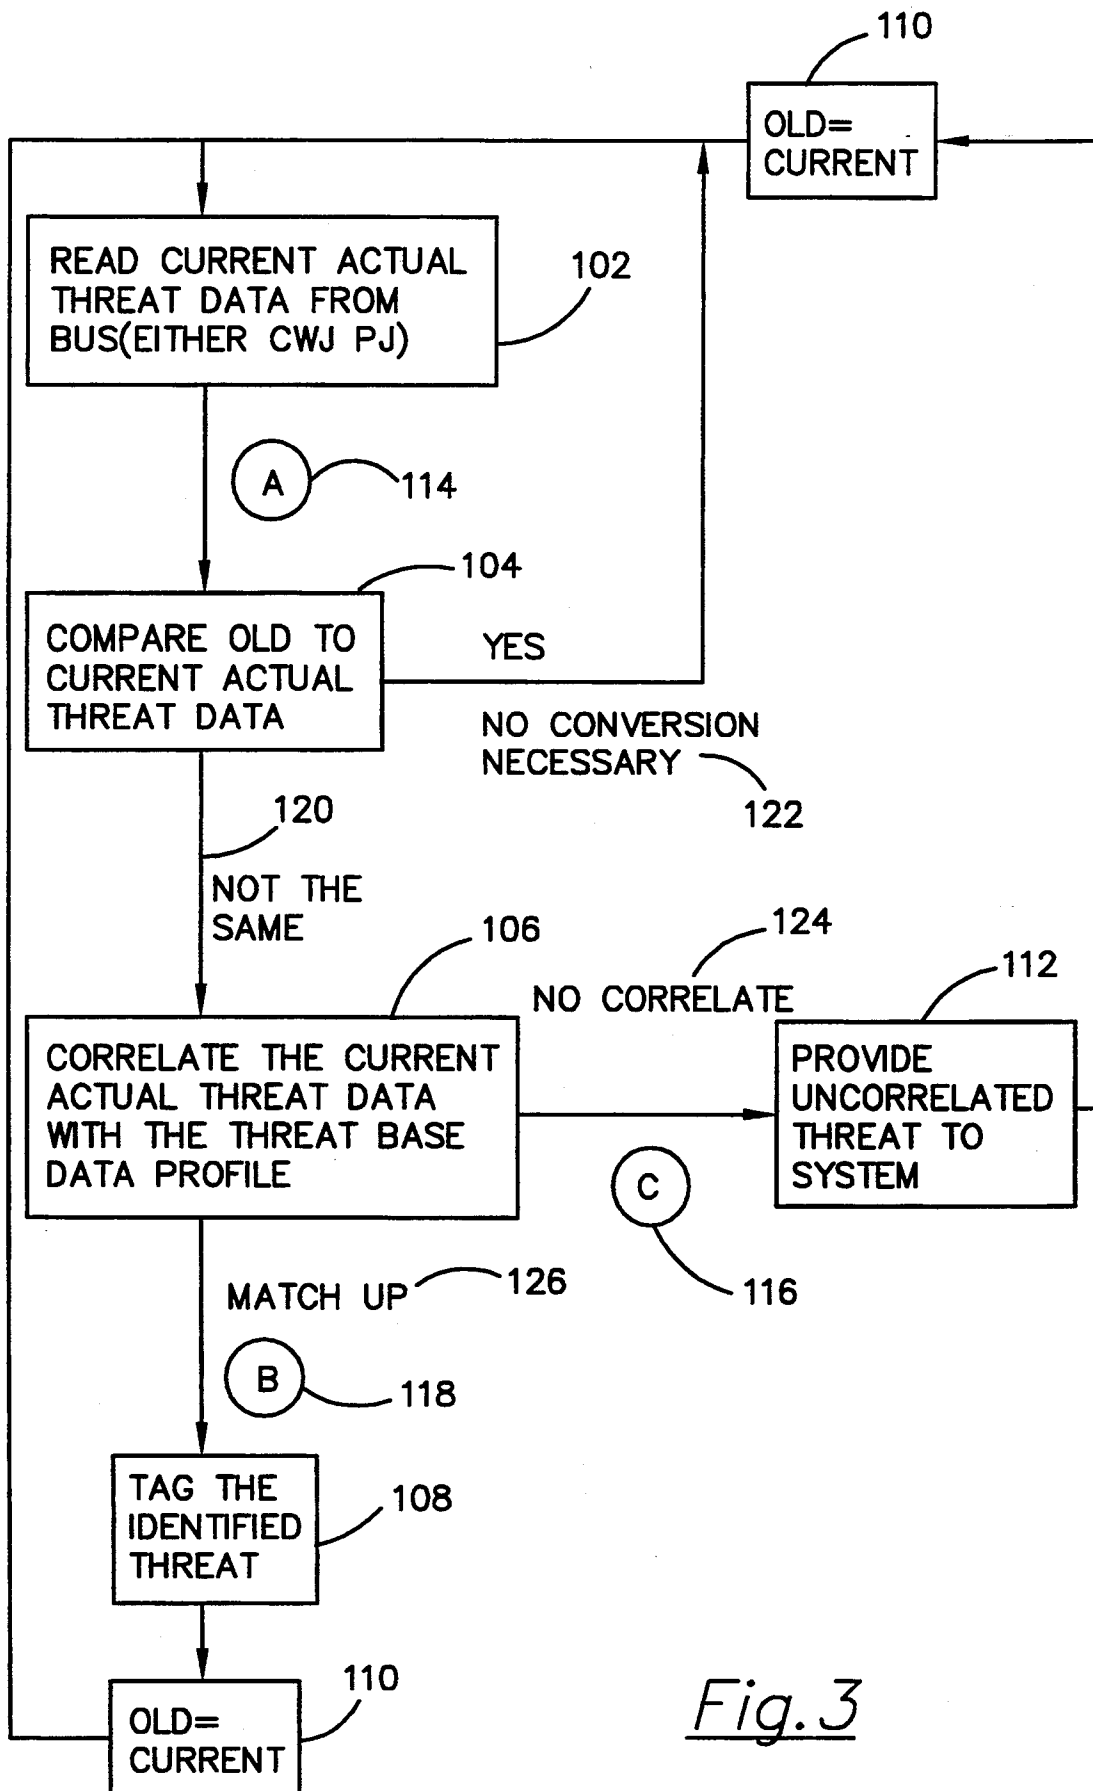 110
OLD=
CURRENT
READ CURRENT ACTUAL
THREAT DATA FROM
BUS(EITHER CWJ PJ)
102
A
114
104
COMPARE OLD TO
CURRENT ACTUAL
THREAT DATA
YES
NO CONVERSION
NECESSARY
122
120
NOT THE
SAME
106
124
NO CORRELATE
112
CORRELATE THE CURRENT
ACTUAL THREAT DATA
WITH THE THREAT BASE
DATA PROFILE
PROVIDE
UNCORRELATED
THREAT TO
SYSTEM
C
116
MATCH UP
126
B
118
TAG THE
IDENTIFIED
THREAT
108
110
OLD=
CURRENT
Fig.3